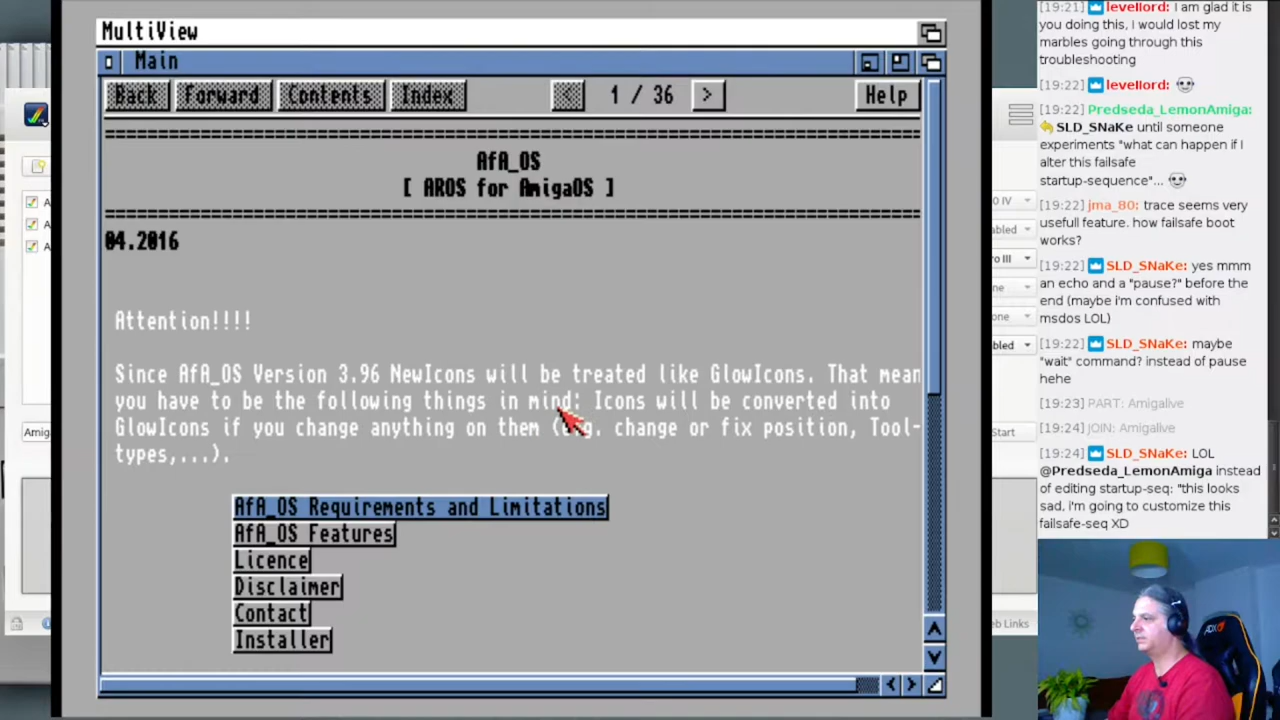 MultiView
Main
Back Forward Contents Index < 1 / 36 > Help
AfA_OS
[ AROS for AmigaOS ]
04.2016
Attention!!!!
Since AfA_OS Version 3.96 NewIcons will be treated like GlowIcons. That mean
you have to be the following things in mind: Icons will be converted into
GlowIcons if you change anything on them (e.g. change or fix position, Tool-
types,...).
AfA_OS Requirements and Limitations
AfA_OS Features
Licence
Disclaimer
Contact
Installer
Amig
Start
eb Links
[19:21] levellord: I am glad it is
you doing this, I would lost my
marbles going through this
troubleshooting
[19:22] levellord:
[19:22] Predseda_LemonAmiga:
SLD_SNaKe until someone
experiments "what can happen if I
alter this failsafe
startup-sequence"...
[19:22] jma_80: trace seems very
usefull feature. how failsafe boot
works?
[19:22] SLD_SNaKe: yes mmm
an echo and a "pause?" before the
end (maybe i'm confused with
msdos LOL)
[19:22] SLD_SNaKe: maybe
"wait" command? instead of pause
hehe
[19:23] PART: Amigalive
[19:24] JOIN: Amigalive
[19:24] SLD_SNaKe: LOL
@Predseda_LemonAmiga instead
of editing startup-seq: "this looks
sad, i'm going to customize this
failsafe-seq XD